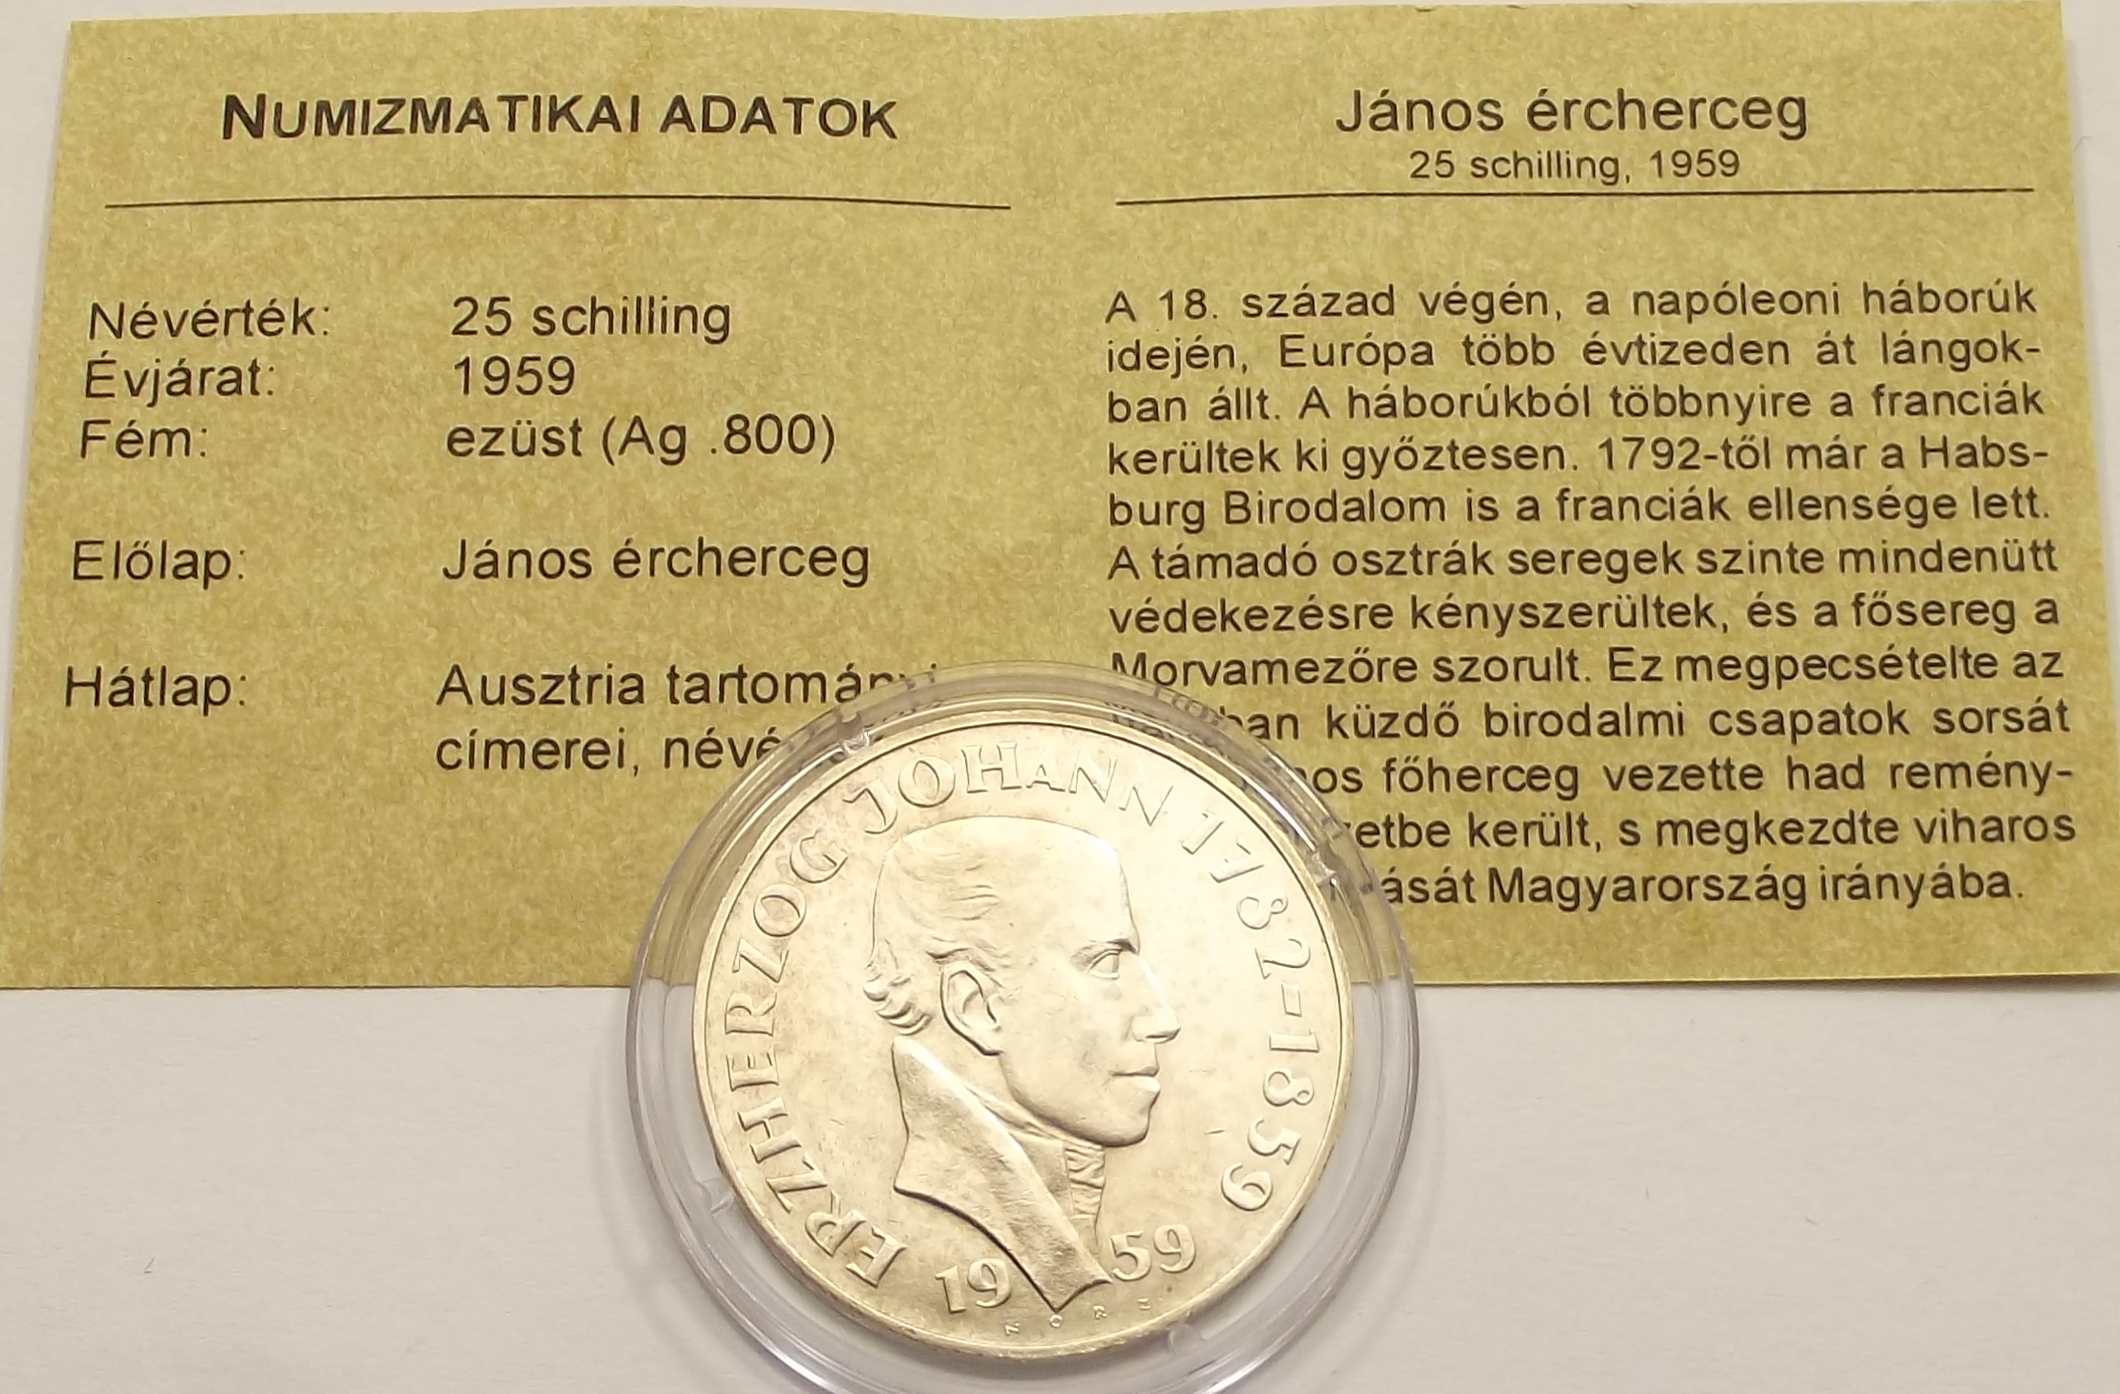 NUMIZMATIKAI ADATOK
Névérték: 25 schilling
Évjárat: 1959
Fém: ezüst (Ag .800)
Előlap: János ércherceg
Hátlap: Ausztria
címerei,
János ércherceg
25 schilling, 1959
A 18. század végén, a napóleoni háborúk
idején, Európa több évtizeden át lángok-
ban állt. A háborúkból többnyire a franciák
kerültek ki győztesen. 1792-től már a Habs-
burg Birodalom is a franciák ellensége lett.
A támadó osztrák seregek szinte mindenütt
védekezésre kényszerültek, és a fősereg a
Morvamezőre szorult. Ez megpecsételte az
küzdő birodalmi csapatok sorsát
főherceg vezette had remény-
került, s megkezdte viharos
Magyarország irányába.
ERZHERZOG JOHANN 1782-1859
1959